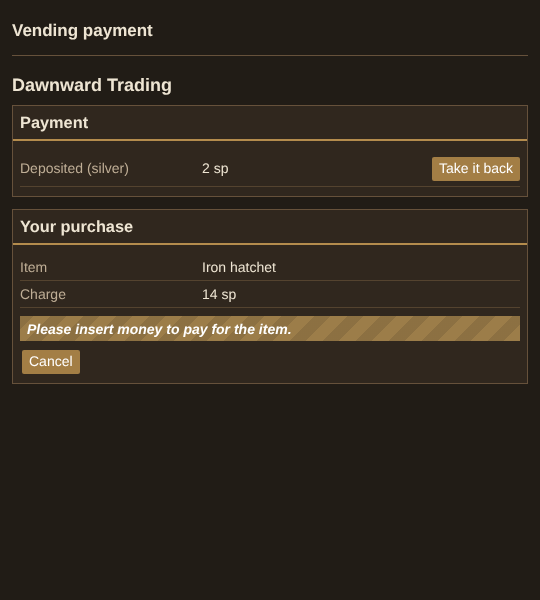 Vending payment
Dawnward Trading
Payment
Deposited (silver) 2 sp Take it back
Your purchase
Item Iron hatchet
Charge 14 sp
Please insert money to pay for the item.
Cancel